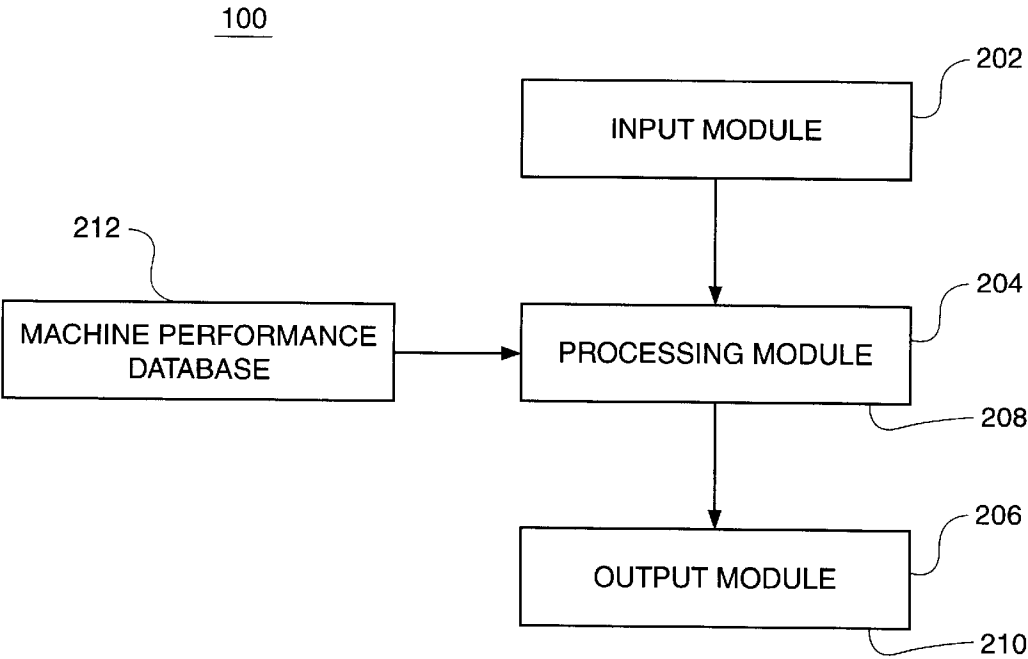 100
202
INPUT MODULE
212
204
MACHINE PERFORMANCE
DATABASE
PROCESSING MODULE
208
206
OUTPUT MODULE
210